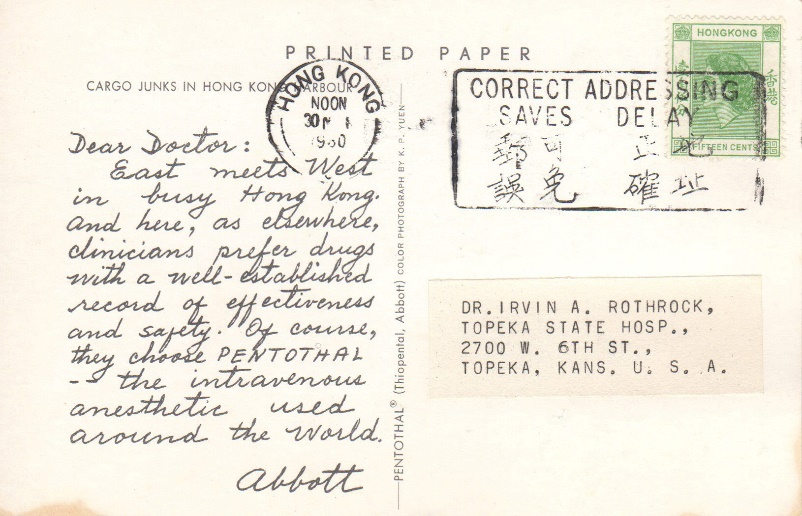 PRINTED PAPER
CARGO JUNKS IN HONG KONG HARBOUR
HONG KONG
NOON
30
1960
CORRECT ADDRESSING
SAVES DELAY
郵可 正地
誤免 確址
HONGKONG
香港
FIFTEEN CENTS
Dear Doctor:
East meets West
in busy Hong Kong.
And here, as elsewhere,
clinicians prefer drugs
with a well-established
record of effectiveness
and safety. Of course,
they choose PENTOTHAL
-- the intravenous
anesthetic used
around the World.
Abbott
PENTOTHAL® (Thiopental, Abbott) COLOR PHOTOGRAPH BY K. P. YUEN
DR. IRVIN A. ROTHROCK,
TOPEKA STATE HOSP.,
2700 W. 6TH ST.,
TOPEKA, KANS. U. S. A.